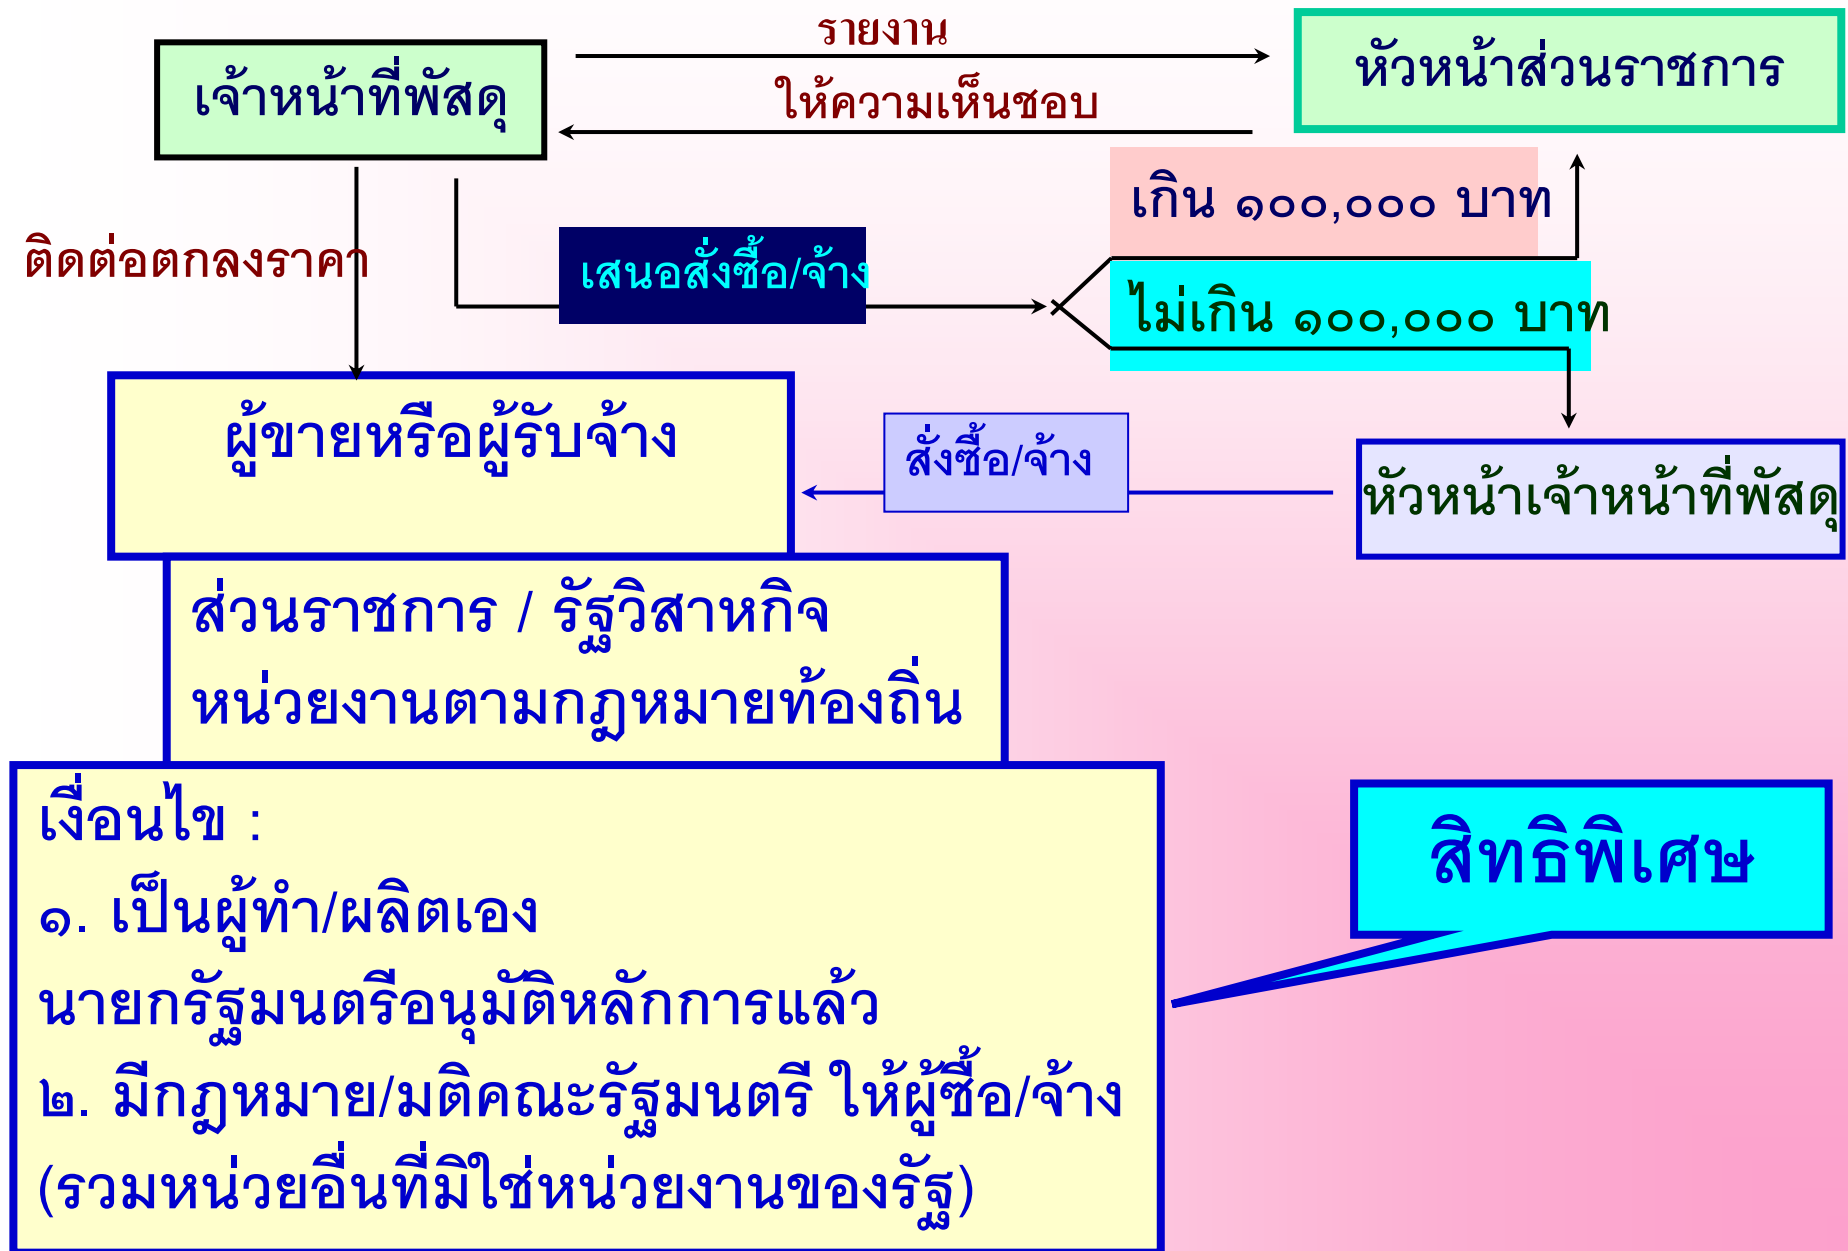 รายงาน
เจ้าหน้าที่พัสดุ
หัวหน้าส่วนราชการ
ให้ความเห็นชอบ
เกิน ๑๐๐,๐๐๐ บาท
ติดต่อตกลงราคา
เสนอสั่งซื้อ/จ้าง
ไม่เกิน ๑๐๐,๐๐๐ บาท
ผู้ขายหรือผู้รับจ้าง
สั่งซื้อ/จ้าง
หัวหน้าเจ้าหน้าที่พัสดุ
ส่วนราชการ / รัฐวิสาหกิจ
หน่วยงานตามกฎหมายท้องถิ่น
เงื่อนไข :
๑. เป็นผู้ทำ/ผลิตเอง
นายกรัฐมนตรีอนุมัติหลักการแล้ว
๒. มีกฎหมาย/มติคณะรัฐมนตรี ให้ผู้ซื้อ/จ้าง
(รวมหน่วยอื่นที่มิใช่หน่วยงานของรัฐ)
สิทธิพิเศษ